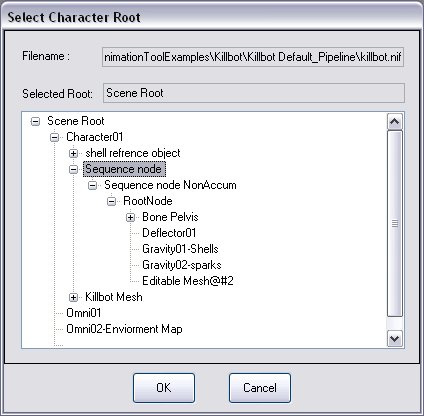 Select Character Root
Filename : nimationToolExamples\Killbot\Killbot Default_Pipeline\killbot.nif
Selected Root: Scene Root
Scene Root
Character01
shell refrence object
Sequence node
Sequence node NonAccum
RootNode
Bone Pelvis
Deflector01
Gravity01-Shells
Gravity02-sparks
Editable Mesh@#2
Killbot Mesh
Omni01
Omni02-Enviorment Map
OK Cancel